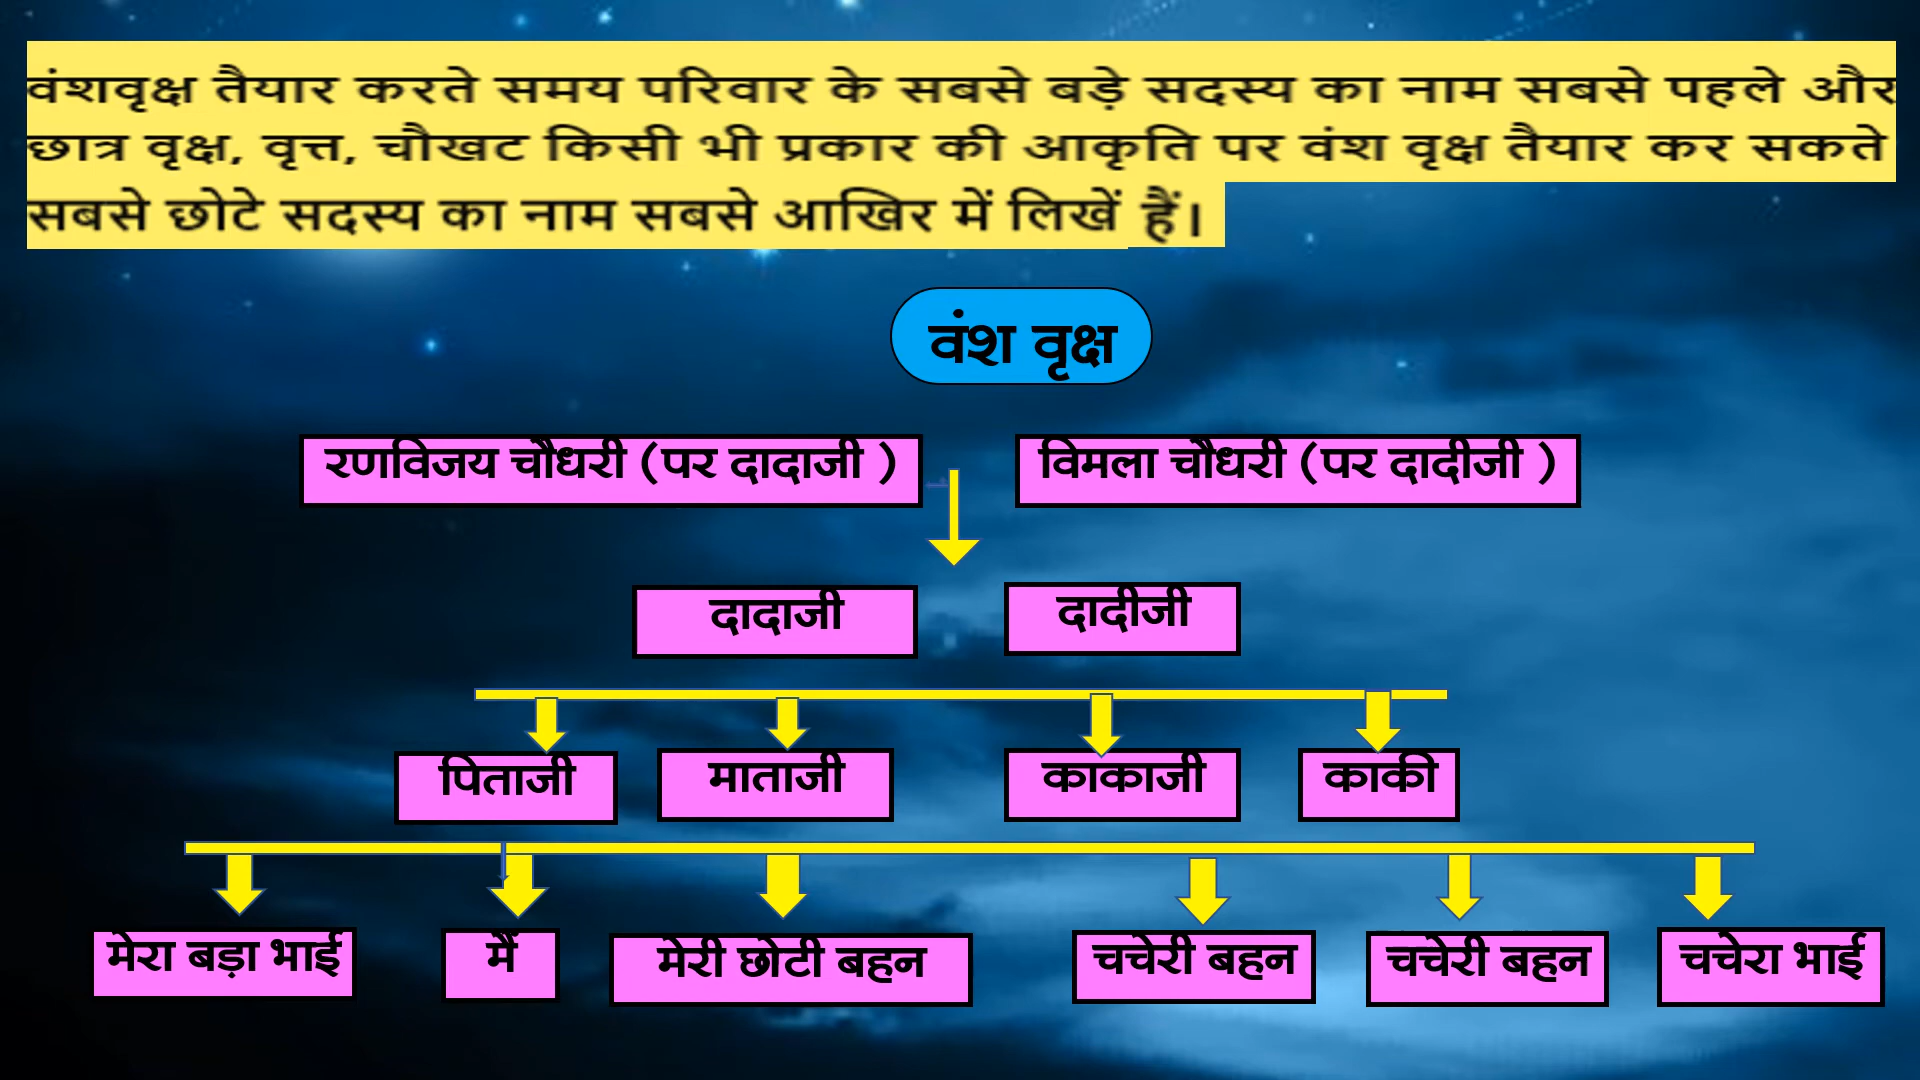 वंशवृक्ष तैयार करते समय परिवार के सबसे बड़े सदस्य का नाम सबसे पहले और
छात्र वृक्ष, वृत्त, चौखट किसी भी प्रकार की आकृति पर वंश वृक्ष तैयार कर सकते
सबसे छोटे सदस्य का नाम सबसे आखिर में लिखें हैं।
वंश वृक्ष
रणविजय चौधरी (पर दादाजी ) विमला चौधरी (पर दादीजी )
दादाजी दादीजी
पिताजी माताजी काकाजी काकी
मेरा बड़ा भाई मैं मेरी छोटी बहन चचेरी बहन चचेरी बहन चचेरा भाई